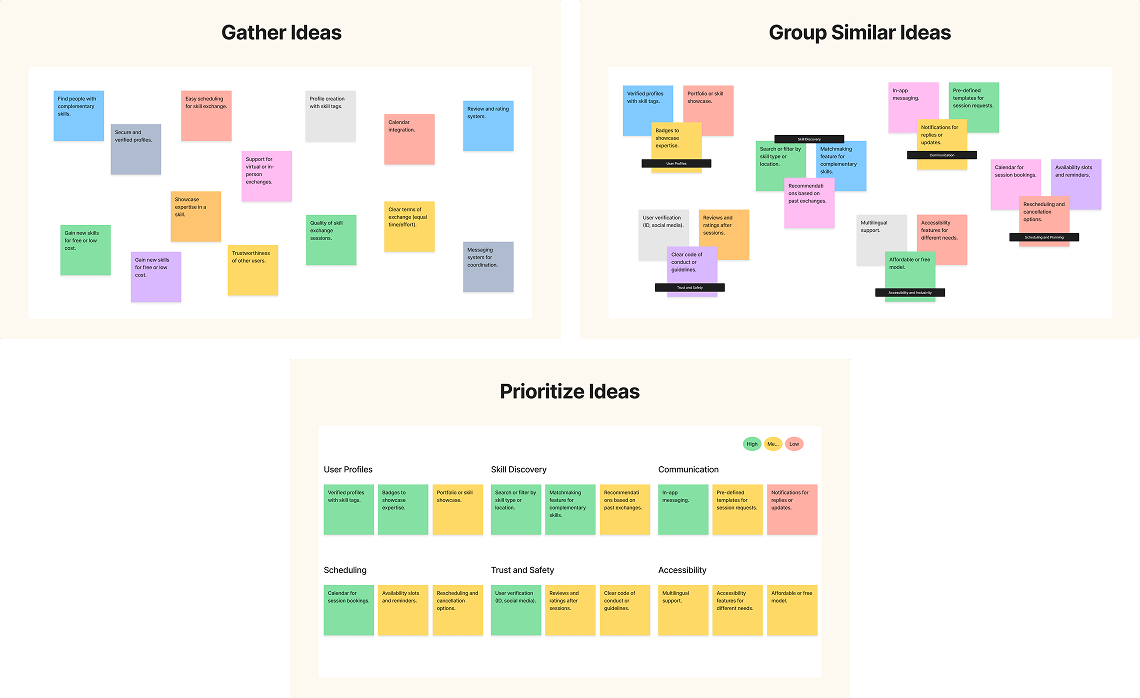 Gather Ideas
Find people with
complementary
skills.
Secure and
verified profiles.
Easy scheduling
for skill exchange.
Support for
virtual or in-
person
exchanges.
Profile creation
with skill tags.
Calendar
integration.
Review and rating
system.
Showcase
expertise in a
skill.
Gain new skills
for free or low
cost.
Gain new skills
for free or low
cost.
Trustworthiness
of other users.
Quality of skill
exchange
sessions.
Clear terms of
exchange (equal
time/effort).
Messaging
system for
coordination.
Group Similar Ideas
Verified profiles
with skill tags.
Portfolio or skill
showcase.
Badges to
showcase
expertise.
User Profiles
Skill Discovery
Search or filter by
skill type or
location.
Matchmaking
feature for
complementary
skills.
Recommendati
ons based on
past exchanges.
In-app
messaging.
Pre-defined
templates for
session requests.
Notifications for
replies or
updates.
Communication
Calendar for
session bookings.
Availability slots
and reminders.
Rescheduling and
cancellation
options.
Scheduling and Planning
User verification
(ID, social media).
Reviews and
ratings after
sessions.
Clear code of
conduct or
guidelines.
Trust and Safety
Multilingual
support.
Accessibility
features for
different needs.
Affordable or free
model.
Accessibility and Inclusivity
Prioritize Ideas
High
Me...
Low
User Profiles
Verified profiles
with skill tags.
Badges to
showcase
expertise.
Portfolio or skill
showcase.
Skill Discovery
Search or filter by
skill type or
location.
Matchmaking
feature for
complementary
skills.
Recommendati
ons based on
past exchanges.
Communication
In-app
messaging.
Pre-defined
templates for
session requests.
Notifications for
replies or
updates.
Scheduling
Calendar for
session bookings.
Availability slots
and reminders.
Rescheduling and
cancellation
options.
Trust and Safety
User verification
(ID, social media).
Reviews and
ratings after
sessions.
Clear code of
conduct or
guidelines.
Accessibility
Multilingual
support.
Accessibility
features for
different needs.
Affordable or free
model.